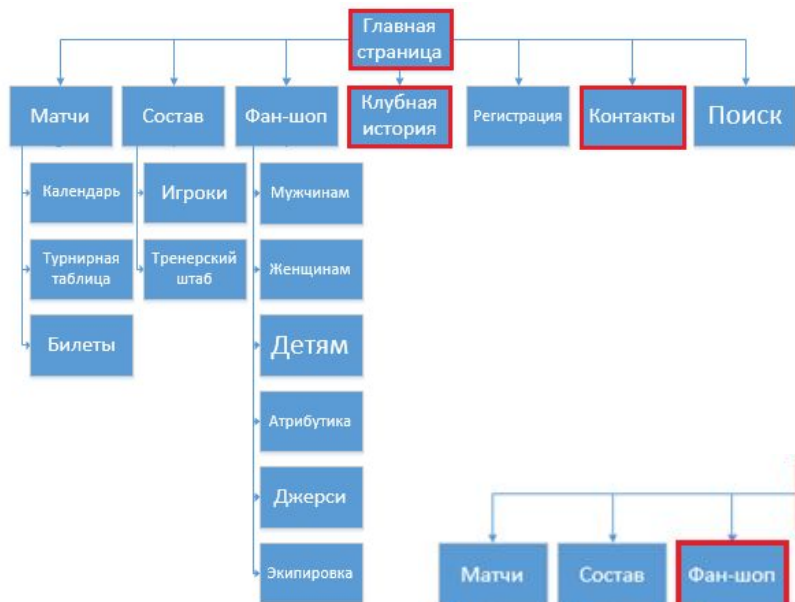 Главная
страница
Матчи
Состав
Фан-шоп
Клубная
история
Регистрация
Контакты
Поиск
Календарь
Игроки
Мужчинам
Турнирная
таблица
Тренерский
штаб
Женщинам
Билеты
Детям
Атрибутика
Джерси
Экипировка
Матчи
Состав
Фан-шоп